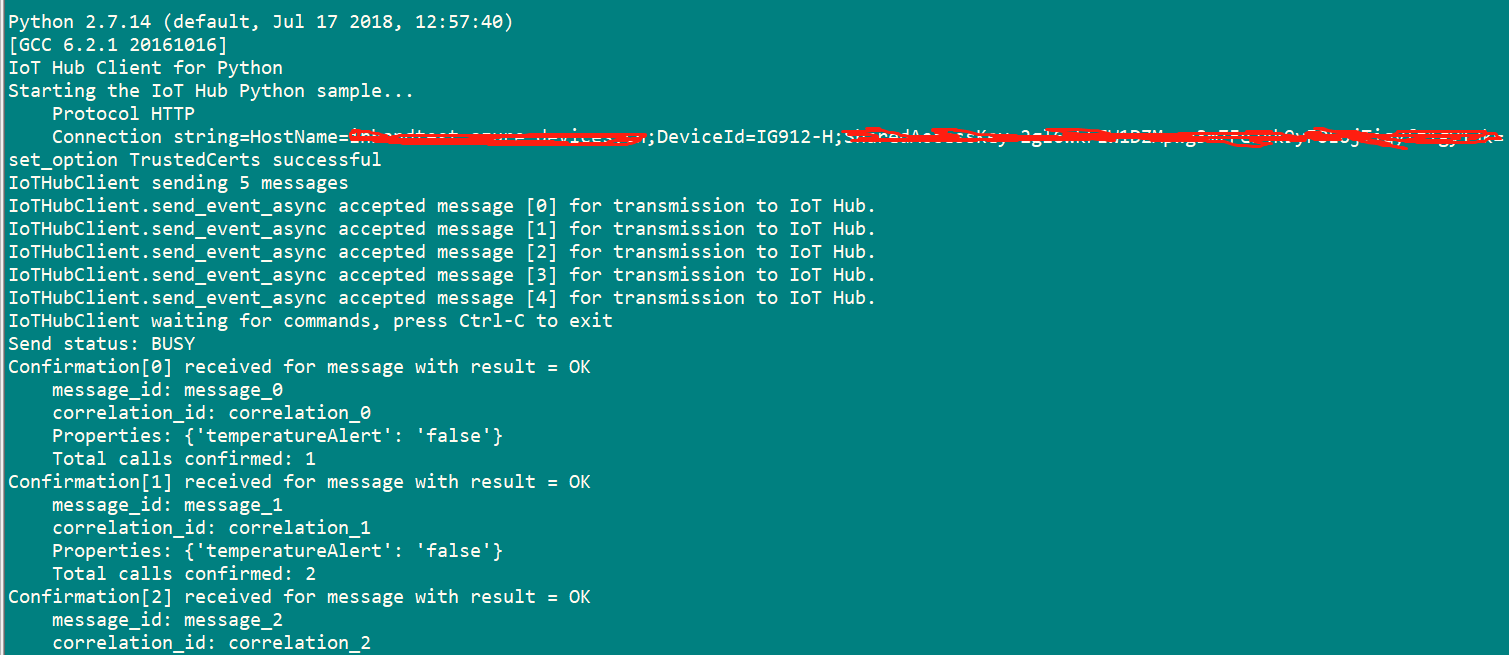 Python 2.7.14 (default, Jul 17 2018, 12:57:40)
[GCC 6.2.1 20161016]
IoT Hub Client for Python
Starting the IoT Hub Python sample...
    Protocol HTTP
    Connection string=HostName=;DeviceId=IG912-H;
set_option TrustedCerts successful
IoTHubClient sending 5 messages
IoTHubClient.send_event_async accepted message [0] for transmission to IoT Hub.
IoTHubClient.send_event_async accepted message [1] for transmission to IoT Hub.
IoTHubClient.send_event_async accepted message [2] for transmission to IoT Hub.
IoTHubClient.send_event_async accepted message [3] for transmission to IoT Hub.
IoTHubClient.send_event_async accepted message [4] for transmission to IoT Hub.
IoTHubClient waiting for commands, press Ctrl-C to exit
Send status: BUSY
Confirmation[0] received for message with result = OK
    message_id: message_0
    correlation_id: correlation_0
    Properties: {'temperatureAlert': 'false'}
    Total calls confirmed: 1
Confirmation[1] received for message with result = OK
    message_id: message_1
    correlation_id: correlation_1
    Properties: {'temperatureAlert': 'false'}
    Total calls confirmed: 2
Confirmation[2] received for message with result = OK
    message_id: message_2
    correlation_id: correlation_2